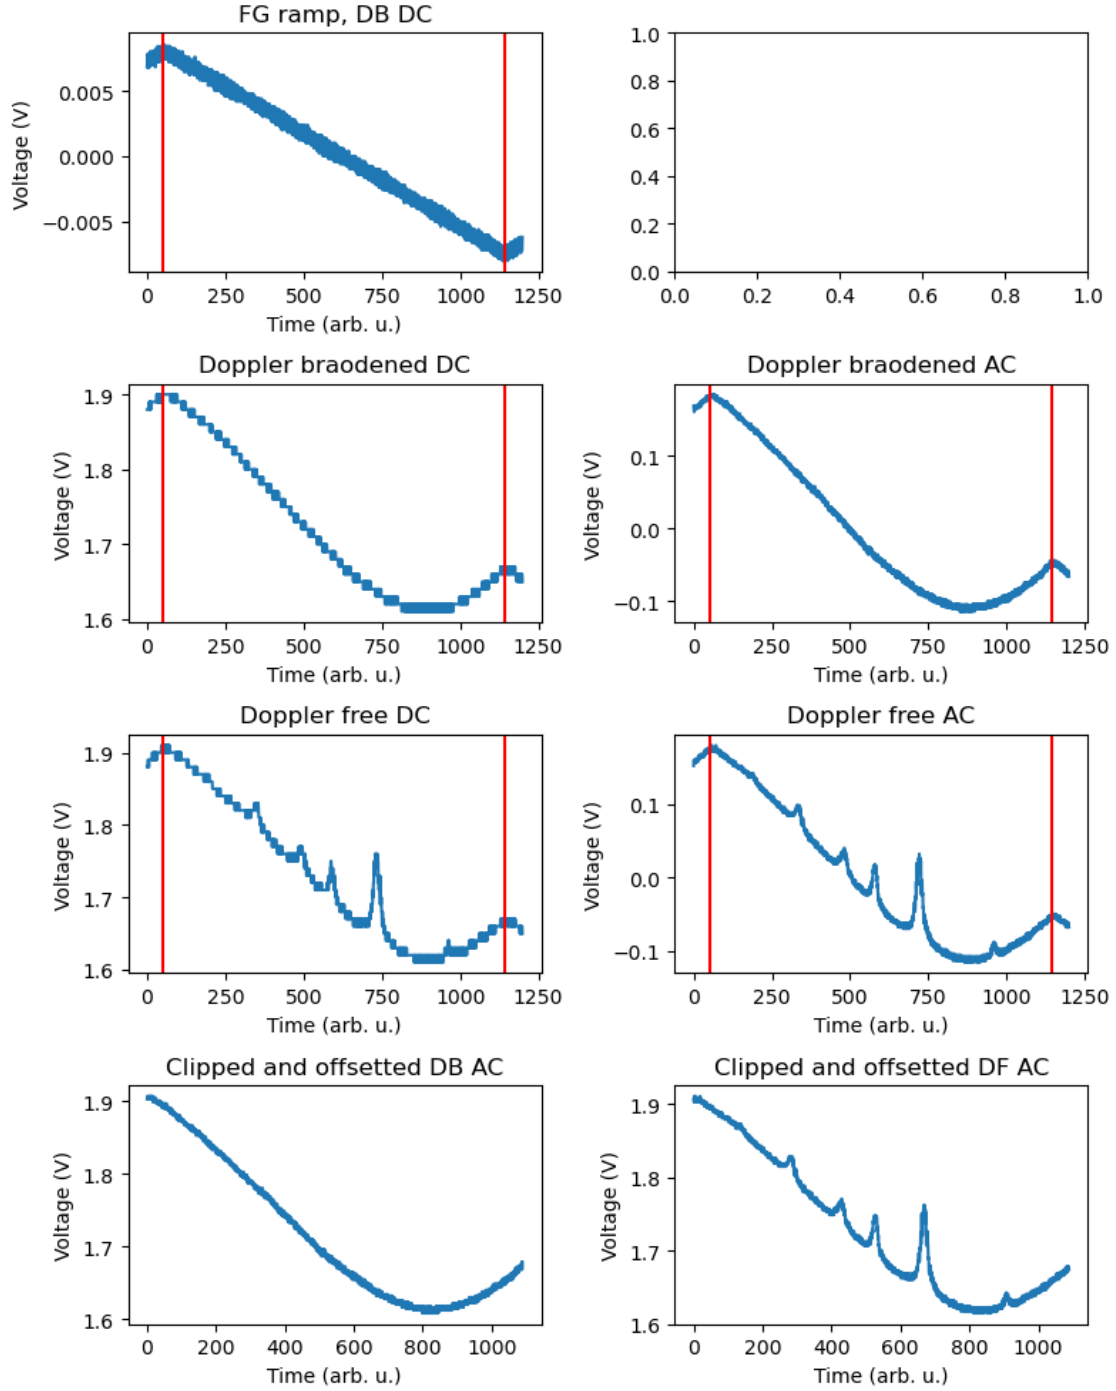 FG ramp, DB DC
Voltage (V)
0.005
0.000
−0.005
0 250 500 750 1000 1250
Time (arb. u.)
1.0
0.8
0.6
0.4
0.2
0.0
0.0 0.2 0.4 0.6 0.8 1.0
Doppler braodened DC
Voltage (V)
1.9
1.8
1.7
1.6
0 250 500 750 1000 1250
Time (arb. u.)
Doppler braodened AC
Voltage (V)
0.1
0.0
−0.1
0 250 500 750 1000 1250
Time (arb. u.)
Doppler free DC
Voltage (V)
1.9
1.8
1.7
1.6
0 250 500 750 1000 1250
Time (arb. u.)
Doppler free AC
Voltage (V)
0.1
0.0
−0.1
0 250 500 750 1000 1250
Time (arb. u.)
Clipped and offsetted DB AC
Voltage (V)
1.9
1.8
1.7
1.6
0 200 400 600 800 1000
Time (arb. u.)
Clipped and offsetted DF AC
Voltage (V)
1.9
1.8
1.7
1.6
0 200 400 600 800 1000
Time (arb. u.)